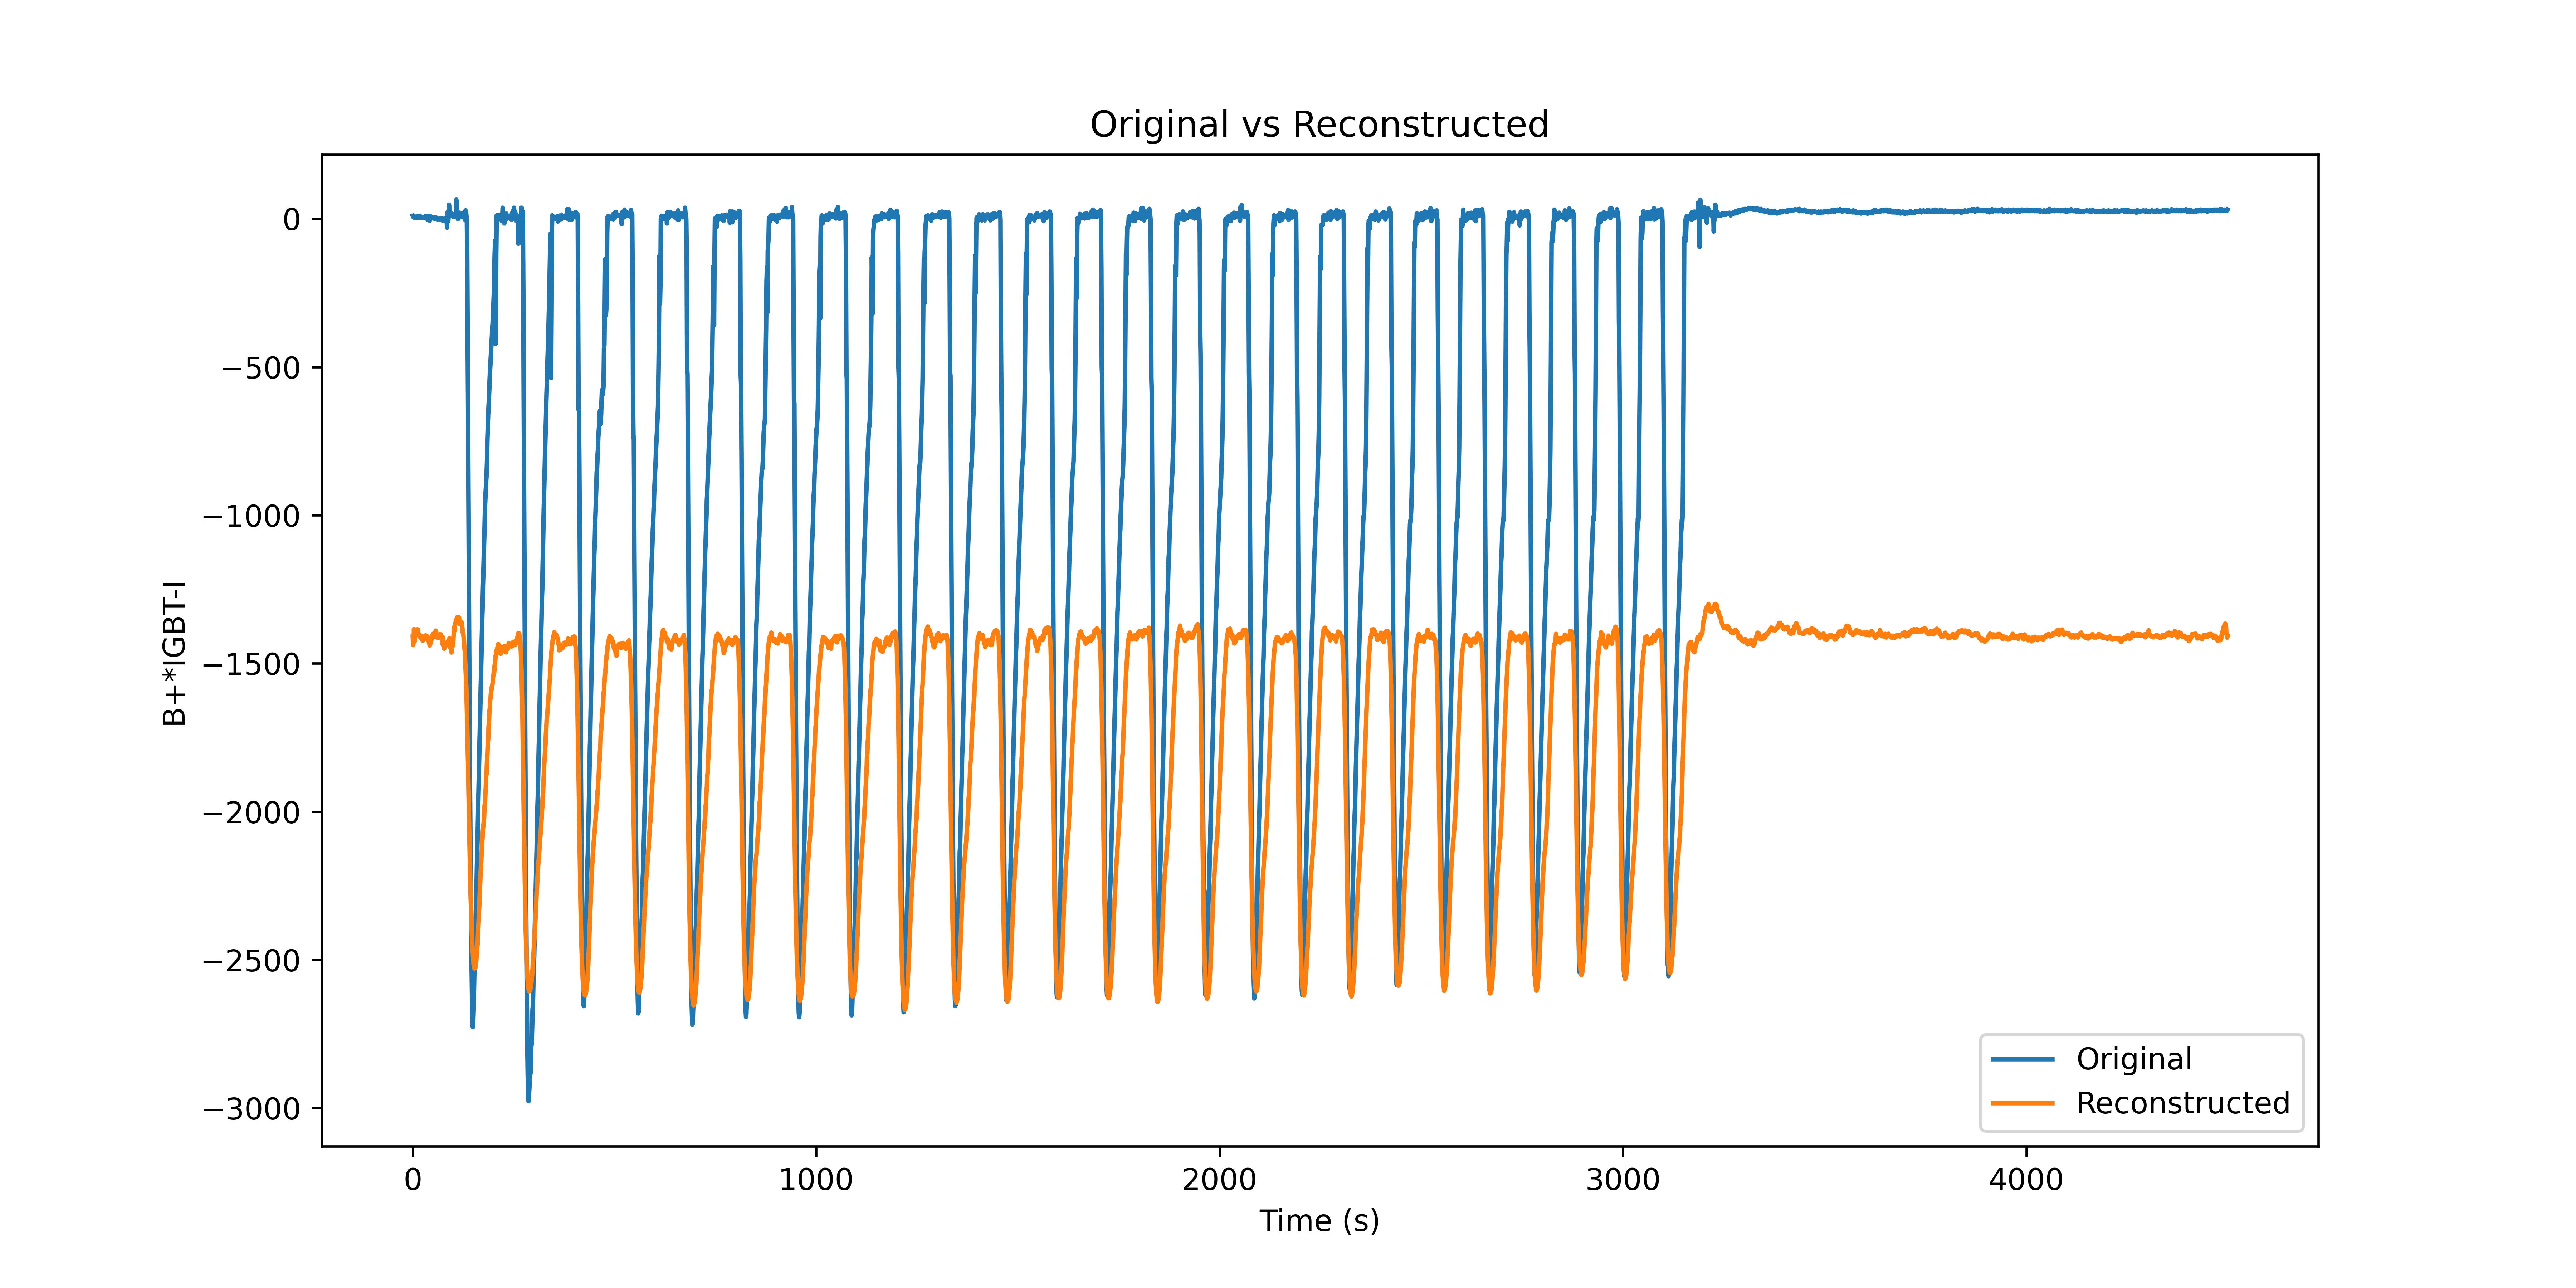 Original vs Reconstructed
0
−500
−1000
−1500
−2000
−2500
−3000
B+*IGBT-I
0
1000
2000
3000
4000
Time (s)
Original
Reconstructed